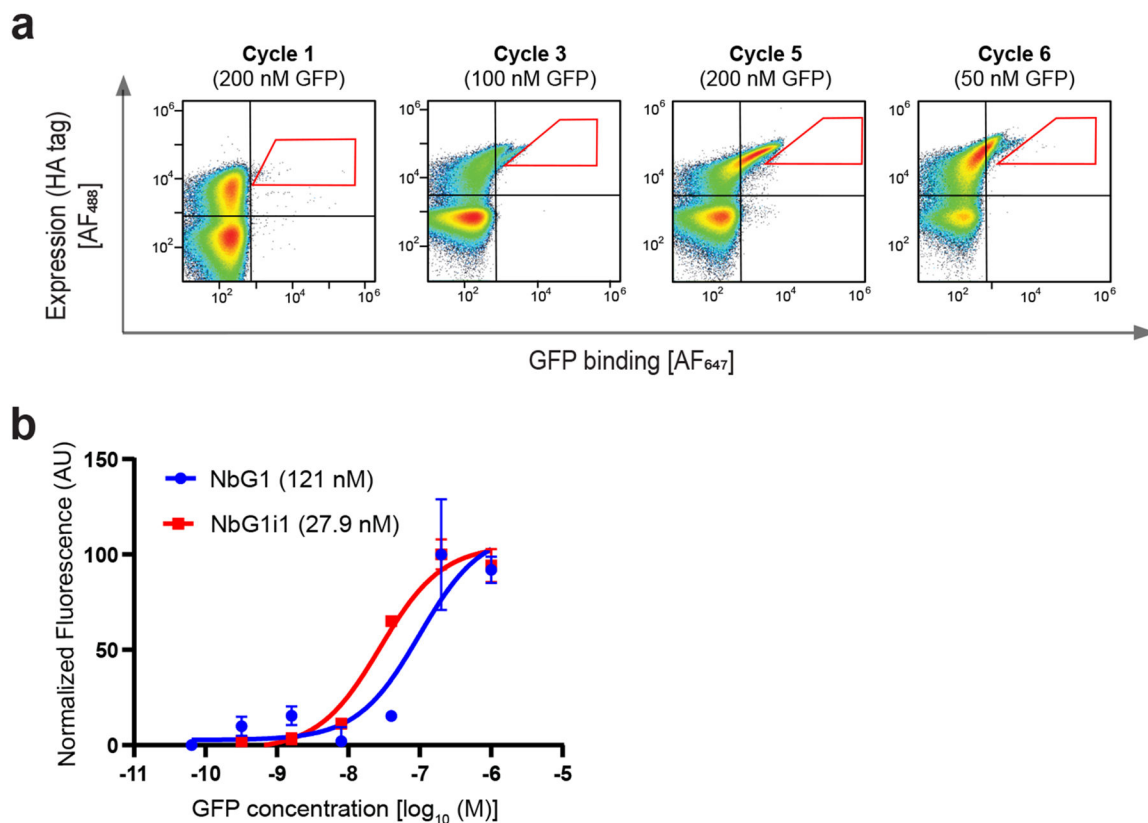 a
Cycle 1
(200 nM GFP)
Cycle 3
(100 nM GFP)
Cycle 5
(200 nM GFP)
Cycle 6
(50 nM GFP)
Expression (HA tag)
[AF₄₈₈]
10⁶
10⁴
10²
10² 10⁴ 10⁶
10⁶
10⁴
10²
10² 10⁴ 10⁶
10⁶
10⁴
10²
10² 10⁴ 10⁶
10⁶
10⁴
10²
10² 10⁴ 10⁶
GFP binding [AF₆₄₇]
b
Normalized Fluorescence (AU)
150
100
50
0
NbG1 (121 nM)
NbG1i1 (27.9 nM)
-11 -10 -9 -8 -7 -6 -5
GFP concentration [log₁₀ (M)]